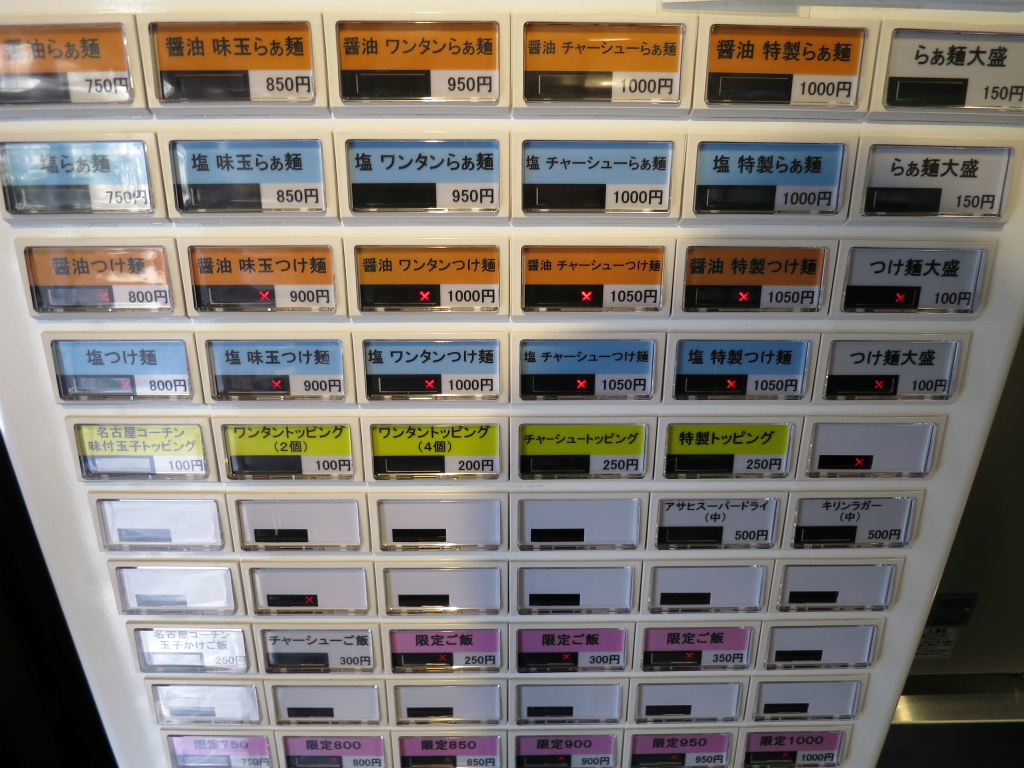 醤油らぁ麺 750円
醤油 味玉らぁ麺 850円
醤油 ワンタンらぁ麺 950円
醤油 チャーシューらぁ麺 1000円
醤油 特製らぁ麺 1000円
らぁ麺大盛 150円
塩らぁ麺 750円
塩 味玉らぁ麺 850円
塩 ワンタンらぁ麺 950円
塩 チャーシューらぁ麺 1000円
塩 特製らぁ麺 1000円
らぁ麺大盛 150円
醤油つけ麺 800円
醤油 味玉つけ麺 900円
醤油 ワンタンつけ麺 1000円
醤油 チャーシューつけ麺 1050円
醤油 特製つけ麺 1050円
つけ麺大盛 100円
塩つけ麺 800円
塩 味玉つけ麺 900円
塩 ワンタンつけ麺 1000円
塩 チャーシューつけ麺 1050円
塩 特製つけ麺 1050円
つけ麺大盛 100円
名古屋コーチン
味付玉子トッピング
100円
ワンタントッピング
(2個)
100円
ワンタントッピング
(4個)
200円
チャーシュートッピング
250円
特製トッピング
250円
アサヒスーパードライ
(中)
500円
キリンラガー
(中)
500円
名古屋コーチン
玉子かけご飯
250円
チャーシューご飯
300円
限定ご飯
250円
限定ご飯
300円
限定ご飯
350円
限定750
750円
限定800
800円
限定850
850円
限定900
900円
限定950
950円
限定1000
1000円